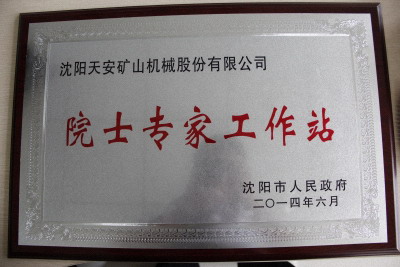 沈阳天安矿山机械股份有限公司
院士专家工作站
沈阳市人民政府
二〇一四年六月